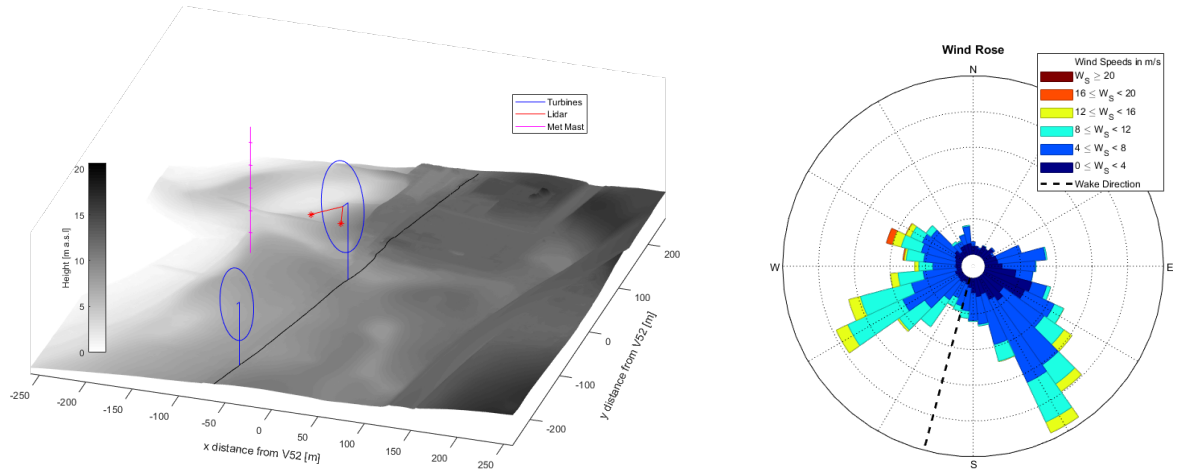 Turbines
Lidar
Met Mast
20
15
10
5
0
Height [m a.s.l]
-250
-200
-150
-100
-50
0
50
100
150
200
250
x distance from V52 [m]
-200
-100
0
100
200
y distance from V52 [m]
Wind Rose
N
W
E
S
Wind Speeds in m/s
W_S ≥ 20
16 ≤ W_S < 20
12 ≤ W_S < 16
8 ≤ W_S < 12
4 ≤ W_S < 8
0 ≤ W_S < 4
Wake Direction